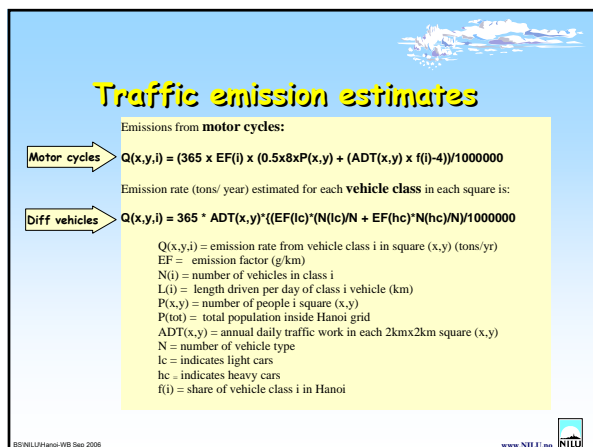 Traffic emission estimates
Emissions from motor cycles:
Motor cycles
Q(x,y,i) = (365 x EF(i) x (0.5x8xP(x,y) + (ADT(x,y) x f(i)-4))/1000000
Emission rate (tons/ year) estimated for each vehicle class in each square is:
Diff vehicles
Q(x,y,i) = 365 * ADT(x,y)*{(EF(lc)*(N(lc)/N + EF(hc)*N(hc)/N)/1000000
Q(x,y,i) = emission rate from vehicle class i in square (x,y) (tons/yr)
EF = emission factor (g/km)
N(i) = number of vehicles in class i
L(i) = length driven per day of class i vehicle (km)
P(x,y) = number of people i square (x,y)
P(tot) = total population inside Hanoi grid
ADT(x,y) = annual daily traffic work in each 2kmx2km square (x,y)
N = number of vehicle type
lc = indicates light cars
hc = indicates heavy cars
f(i) = share of vehicle class i in Hanoi
BS\NILU\Hanoi-WB Sep 2006
www.NILU.no
NILU